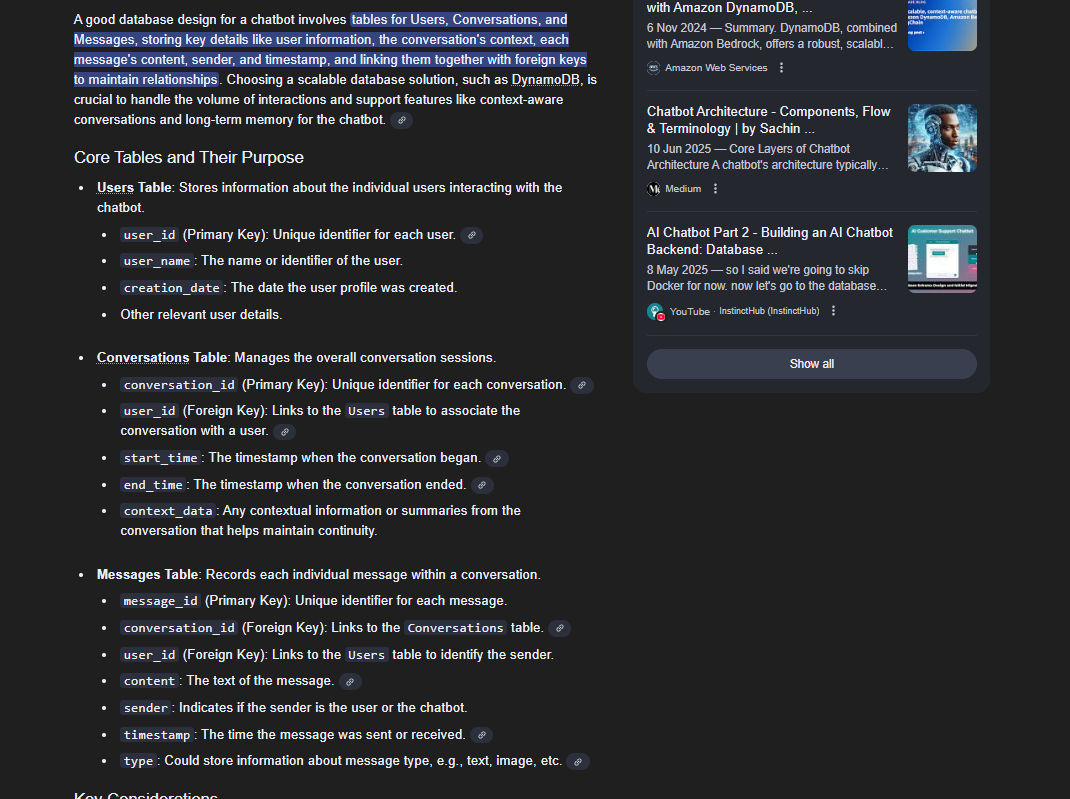 A good database design for a chatbot involves tables for Users, Conversations, and
Messages, storing key details like user information, the conversation's context, each
message's content, sender, and timestamp, and linking them together with foreign keys
to maintain relationships. Choosing a scalable database solution, such as DynamoDB, is
crucial to handle the volume of interactions and support features like context-aware
conversations and long-term memory for the chatbot.
Core Tables and Their Purpose
• Users Table: Stores information about the individual users interacting with the
chatbot.
• user_id (Primary Key): Unique identifier for each user.
• user_name: The name or identifier of the user.
• creation_date: The date the user profile was created.
• Other relevant user details.
• Conversations Table: Manages the overall conversation sessions.
• conversation_id (Primary Key): Unique identifier for each conversation.
• user_id (Foreign Key): Links to the Users table to associate the
conversation with a user.
• start_time: The timestamp when the conversation began.
• end_time: The timestamp when the conversation ended.
• context_data: Any contextual information or summaries from the
conversation that helps maintain continuity.
• Messages Table: Records each individual message within a conversation.
• message_id (Primary Key): Unique identifier for each message.
• conversation_id (Foreign Key): Links to the Conversations table.
• user_id (Foreign Key): Links to the Users table to identify the sender.
• content: The text of the message.
• sender: Indicates if the sender is the user or the chatbot.
• timestamp: The time the message was sent or received.
• type: Could store information about message type, e.g., text, image, etc.
Key Considerations
with Amazon DynamoDB, ...
6 Nov 2024 — Summary. DynamoDB, combined
with Amazon Bedrock, offers a robust, scalabl...
Amazon Web Services
Chatbot Architecture - Components, Flow
& Terminology | by Sachin ...
10 Jun 2025 — Core Layers of Chatbot
Architecture A chatbot's architecture typically...
Medium
AI Chatbot Part 2 - Building an AI Chatbot
Backend: Database ...
8 May 2025 — so I said we're going to skip
Docker for now. now let's go to the database...
YouTube · InstinctHub (InstinctHub)
AI Customer Support Chatbot
Show all